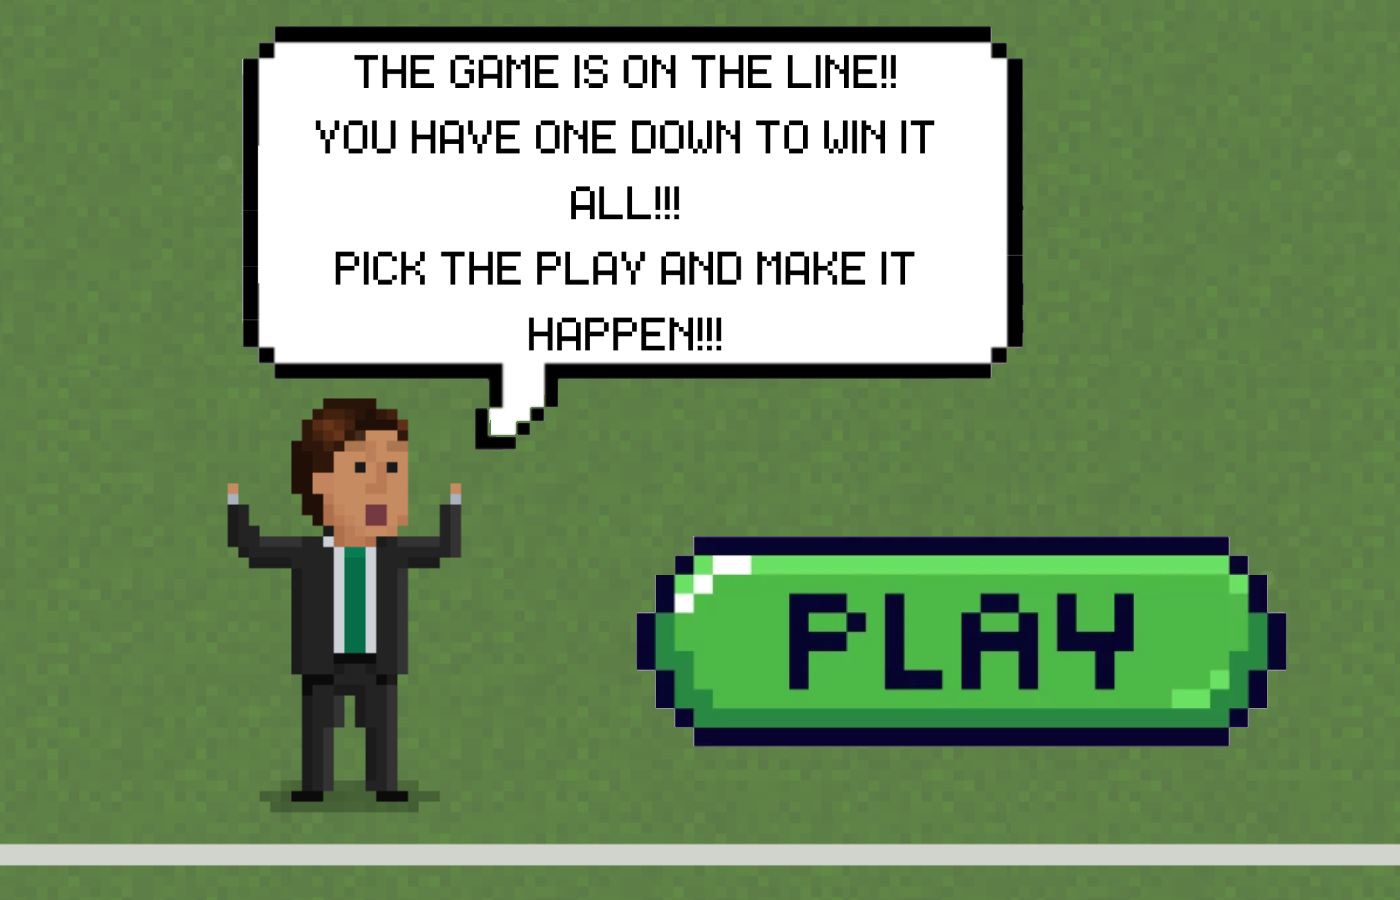 THE GAME IS ON THE LINE!!
YOU HAVE ONE DOWN TO WIN IT
ALL!!!
PICK THE PLAY AND MAKE IT
HAPPEN!!!
PLAY